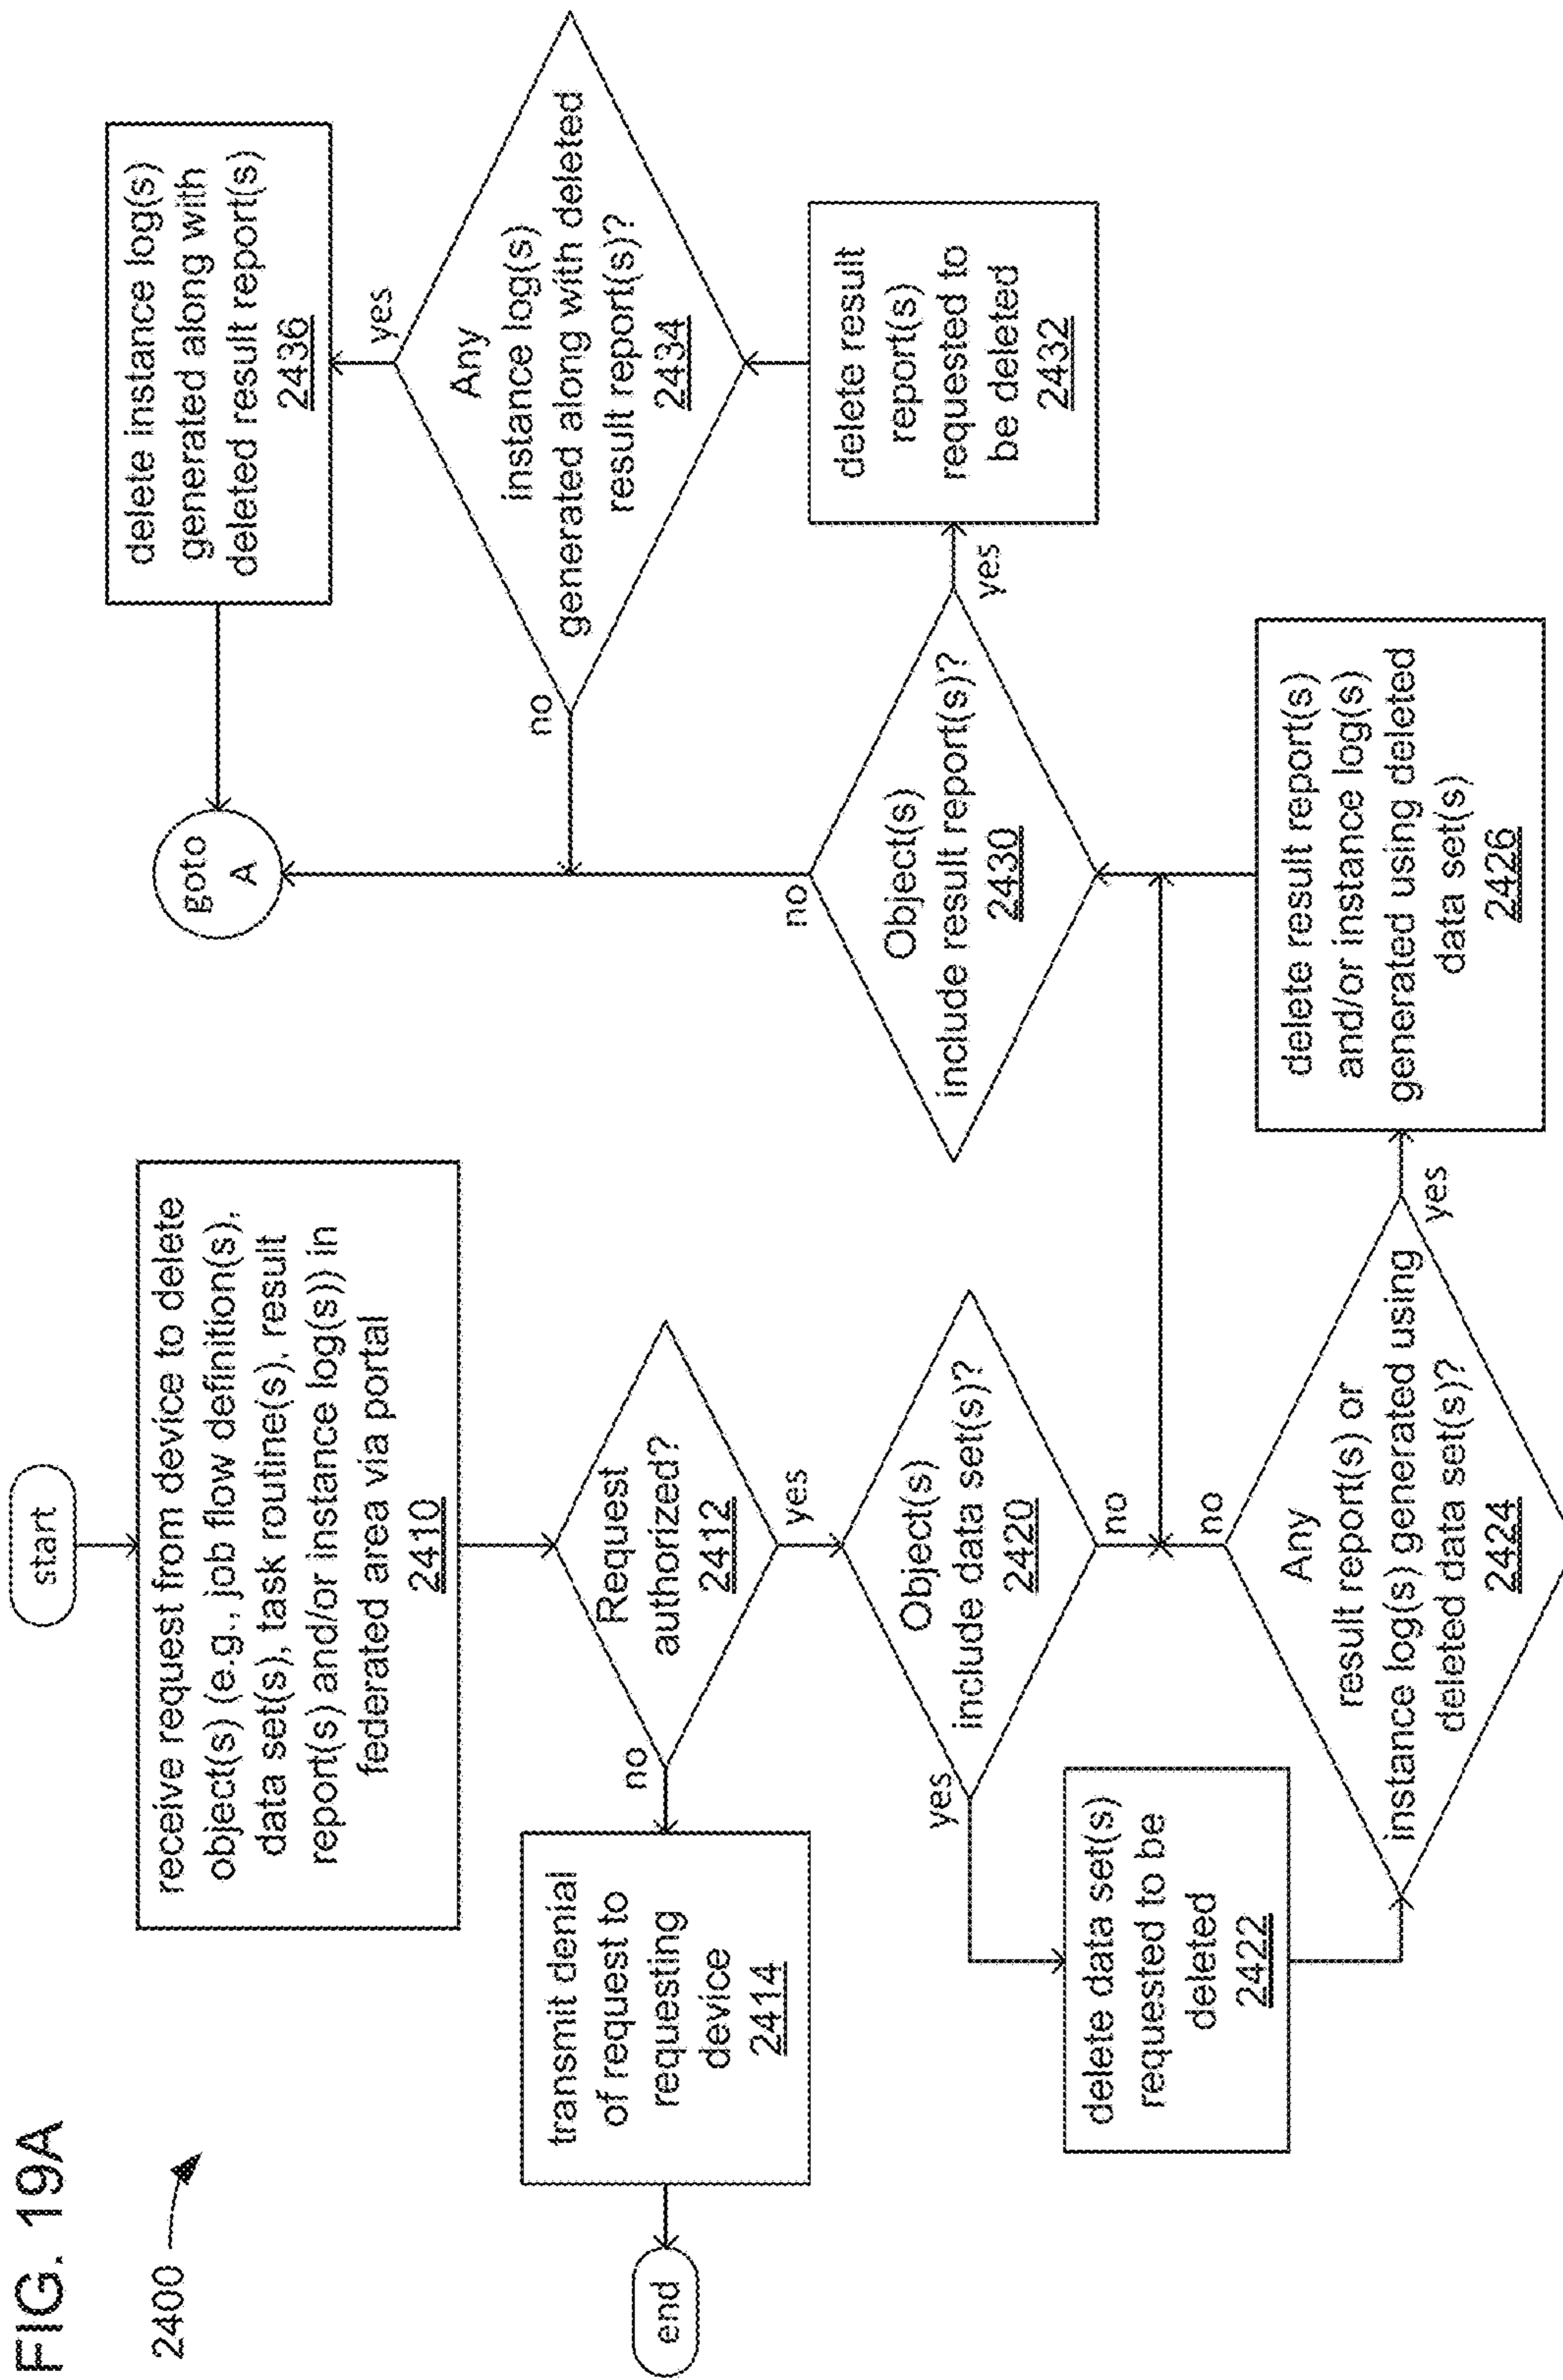 FIG. 19A
2400
start
receive request from device to delete
object(s) (e.g., job flow definition(s),
data set(s), task routine(s), result
report(s) and/or instance log(s)) in
federated area via portal
2410
Request
authorized?
2412
no
yes
transmit denial
of request to
requesting
device
2414
end
Object(s)
include data set(s)?
2420
yes
no
delete data set(s)
requested to be
deleted
2422
Any
result report(s) or
instance log(s) generated using
deleted data set(s)?
2424
no
yes
delete result report(s)
and/or instance log(s)
generated using deleted
data set(s)
2426
Object(s)
include result report(s)?
2430
no
yes
delete result
report(s)
requested to
be deleted
2432
Any
instance log(s)
generated along with deleted
result report(s)?
2434
no
yes
delete instance log(s)
generated along with
deleted result report(s)
2436
goto
A